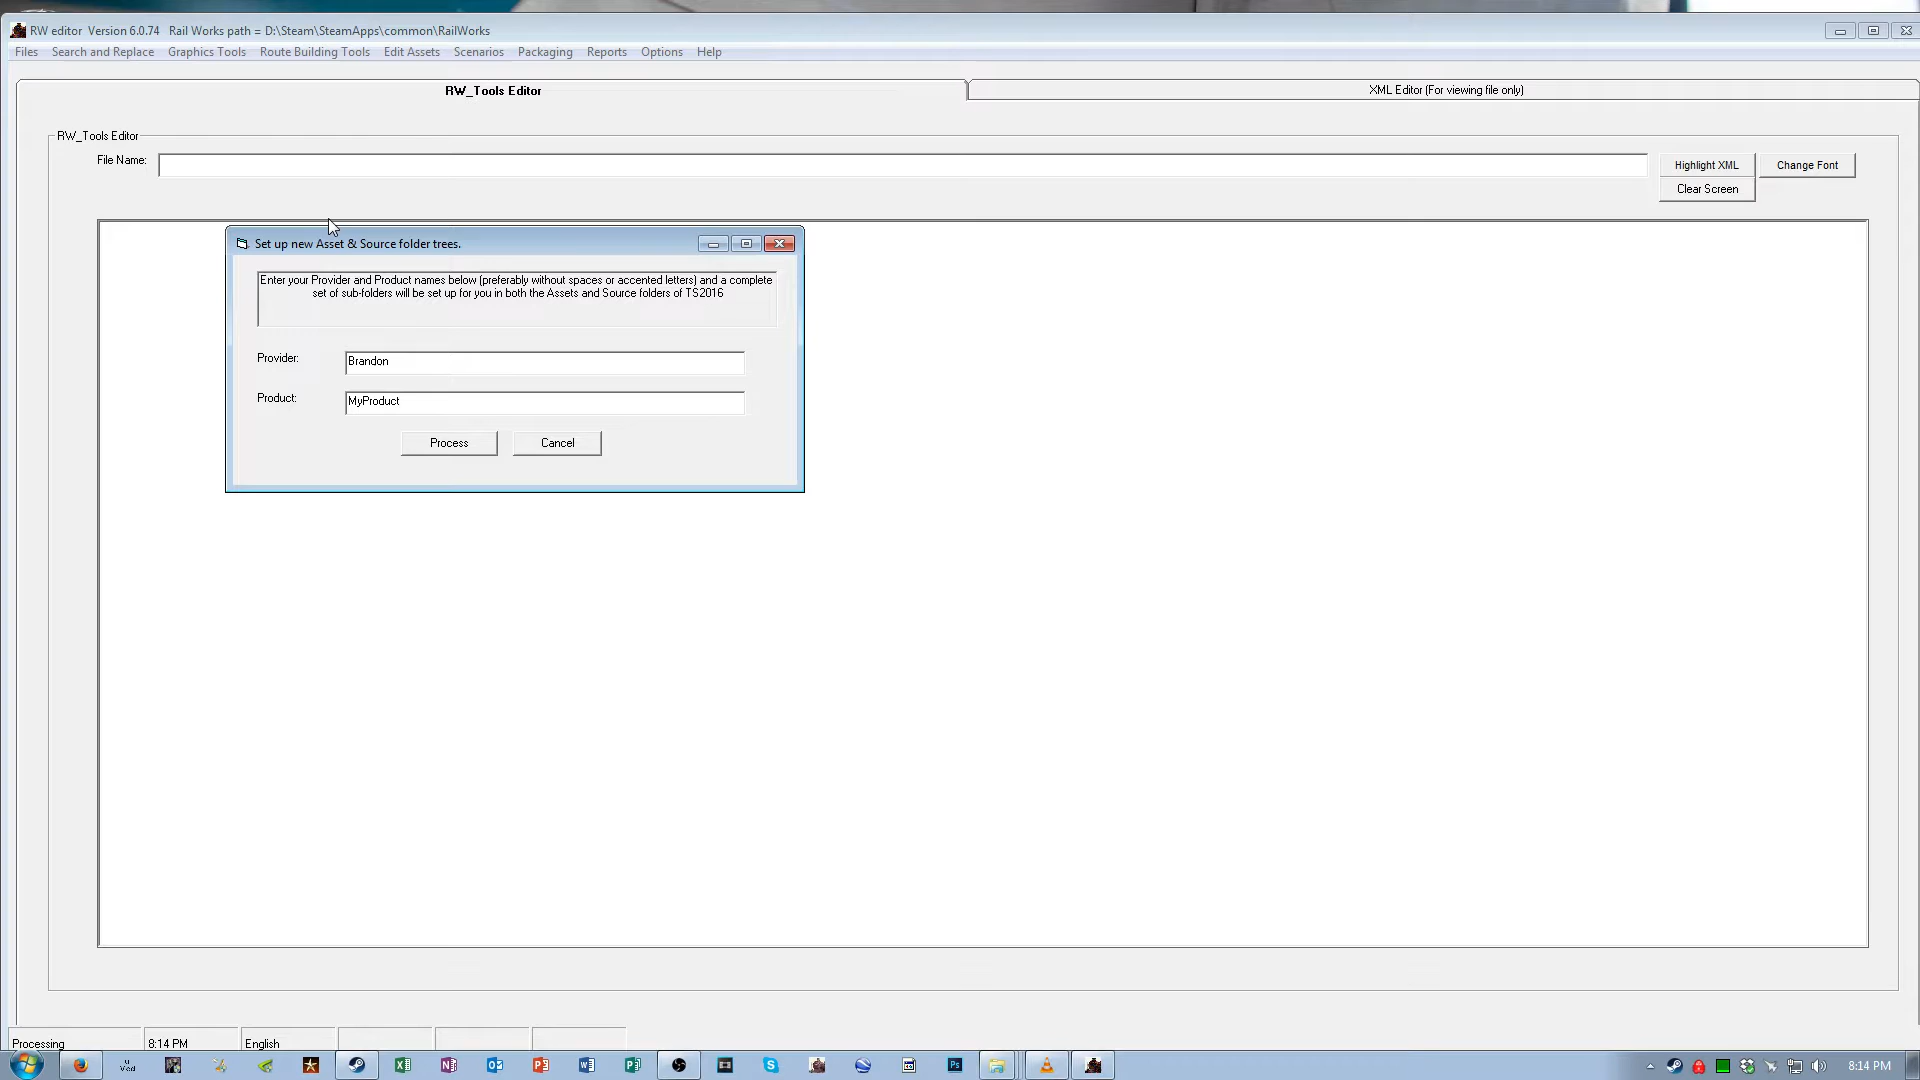 RW editor Version 6.0.74 Rail Works path = D:\Steam\SteamApps\common\RailWorks
Files Search and Replace Graphics Tools Route Building Tools Edit Assets Scenarios Packaging Reports Options Help
RW_Tools Editor XML Editor (For viewing file only)
RW_Tools Editor
File Name: Highlight XML Change Font
Clear Screen
Set up new Asset & Source folder trees.
Enter your Provider and Product names below (preferably without spaces or accented letters) and a complete
set of sub-folders will be set up for you in both the Assets and Source folders of TS2016
Provider: Brandon
Product: MyProduct
Process Cancel
Processing 8:14 PM English
8:14 PM